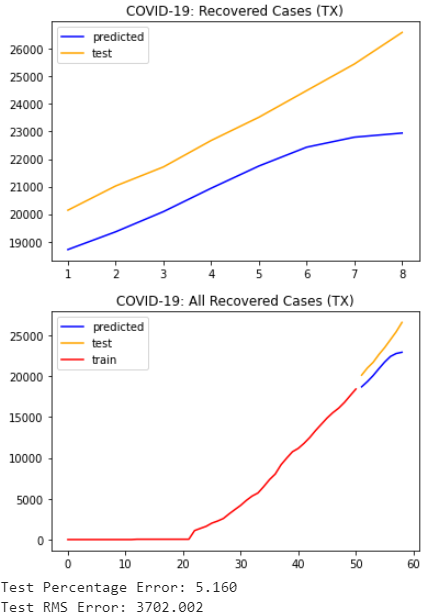 COVID-19: Recovered Cases (TX)
predicted
test
26000
25000
24000
23000
22000
21000
20000
19000
1 2 3 4 5 6 7 8
COVID-19: All Recovered Cases (TX)
predicted
test
train
25000
20000
15000
10000
5000
0
0 10 20 30 40 50 60
Test Percentage Error: 5.160
Test RMS Error: 3702.002